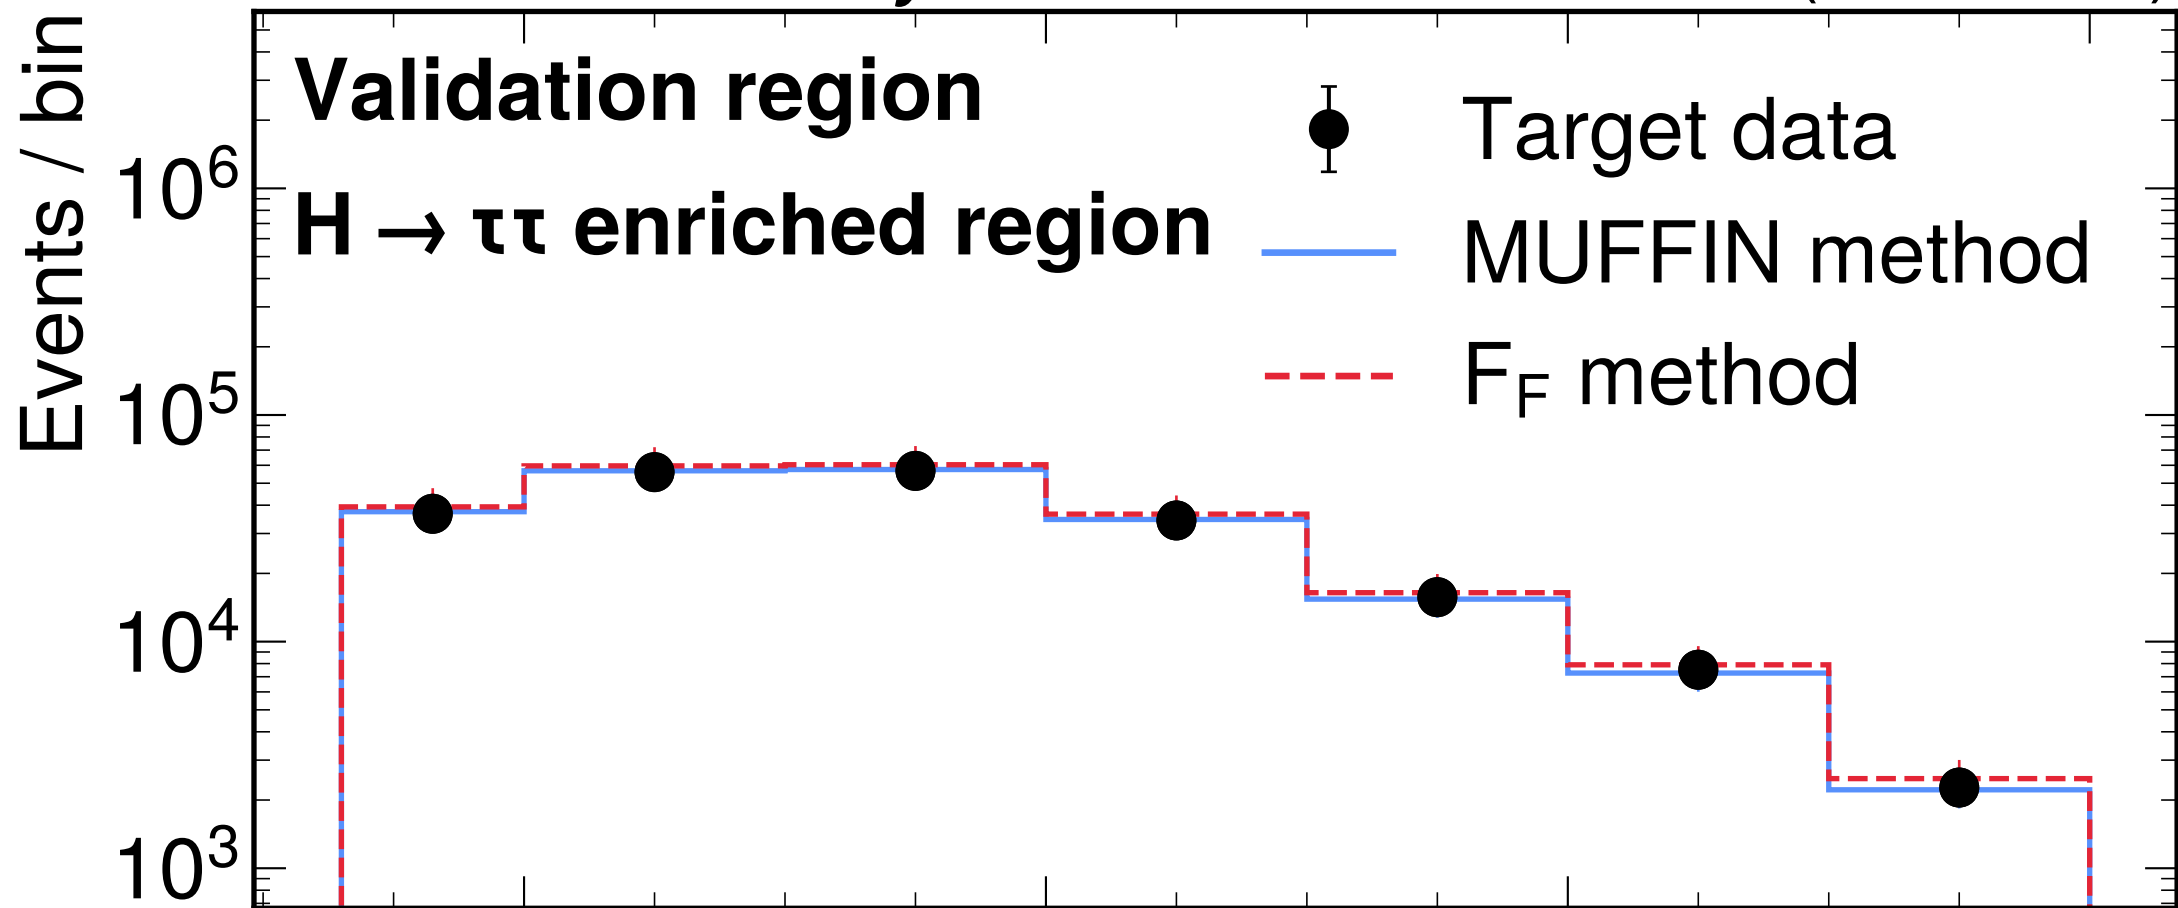 Events / bin
Validation region
H → ττ enriched region
Target data
MUFFIN method
F_F method
10^6
10^5
10^4
10^3